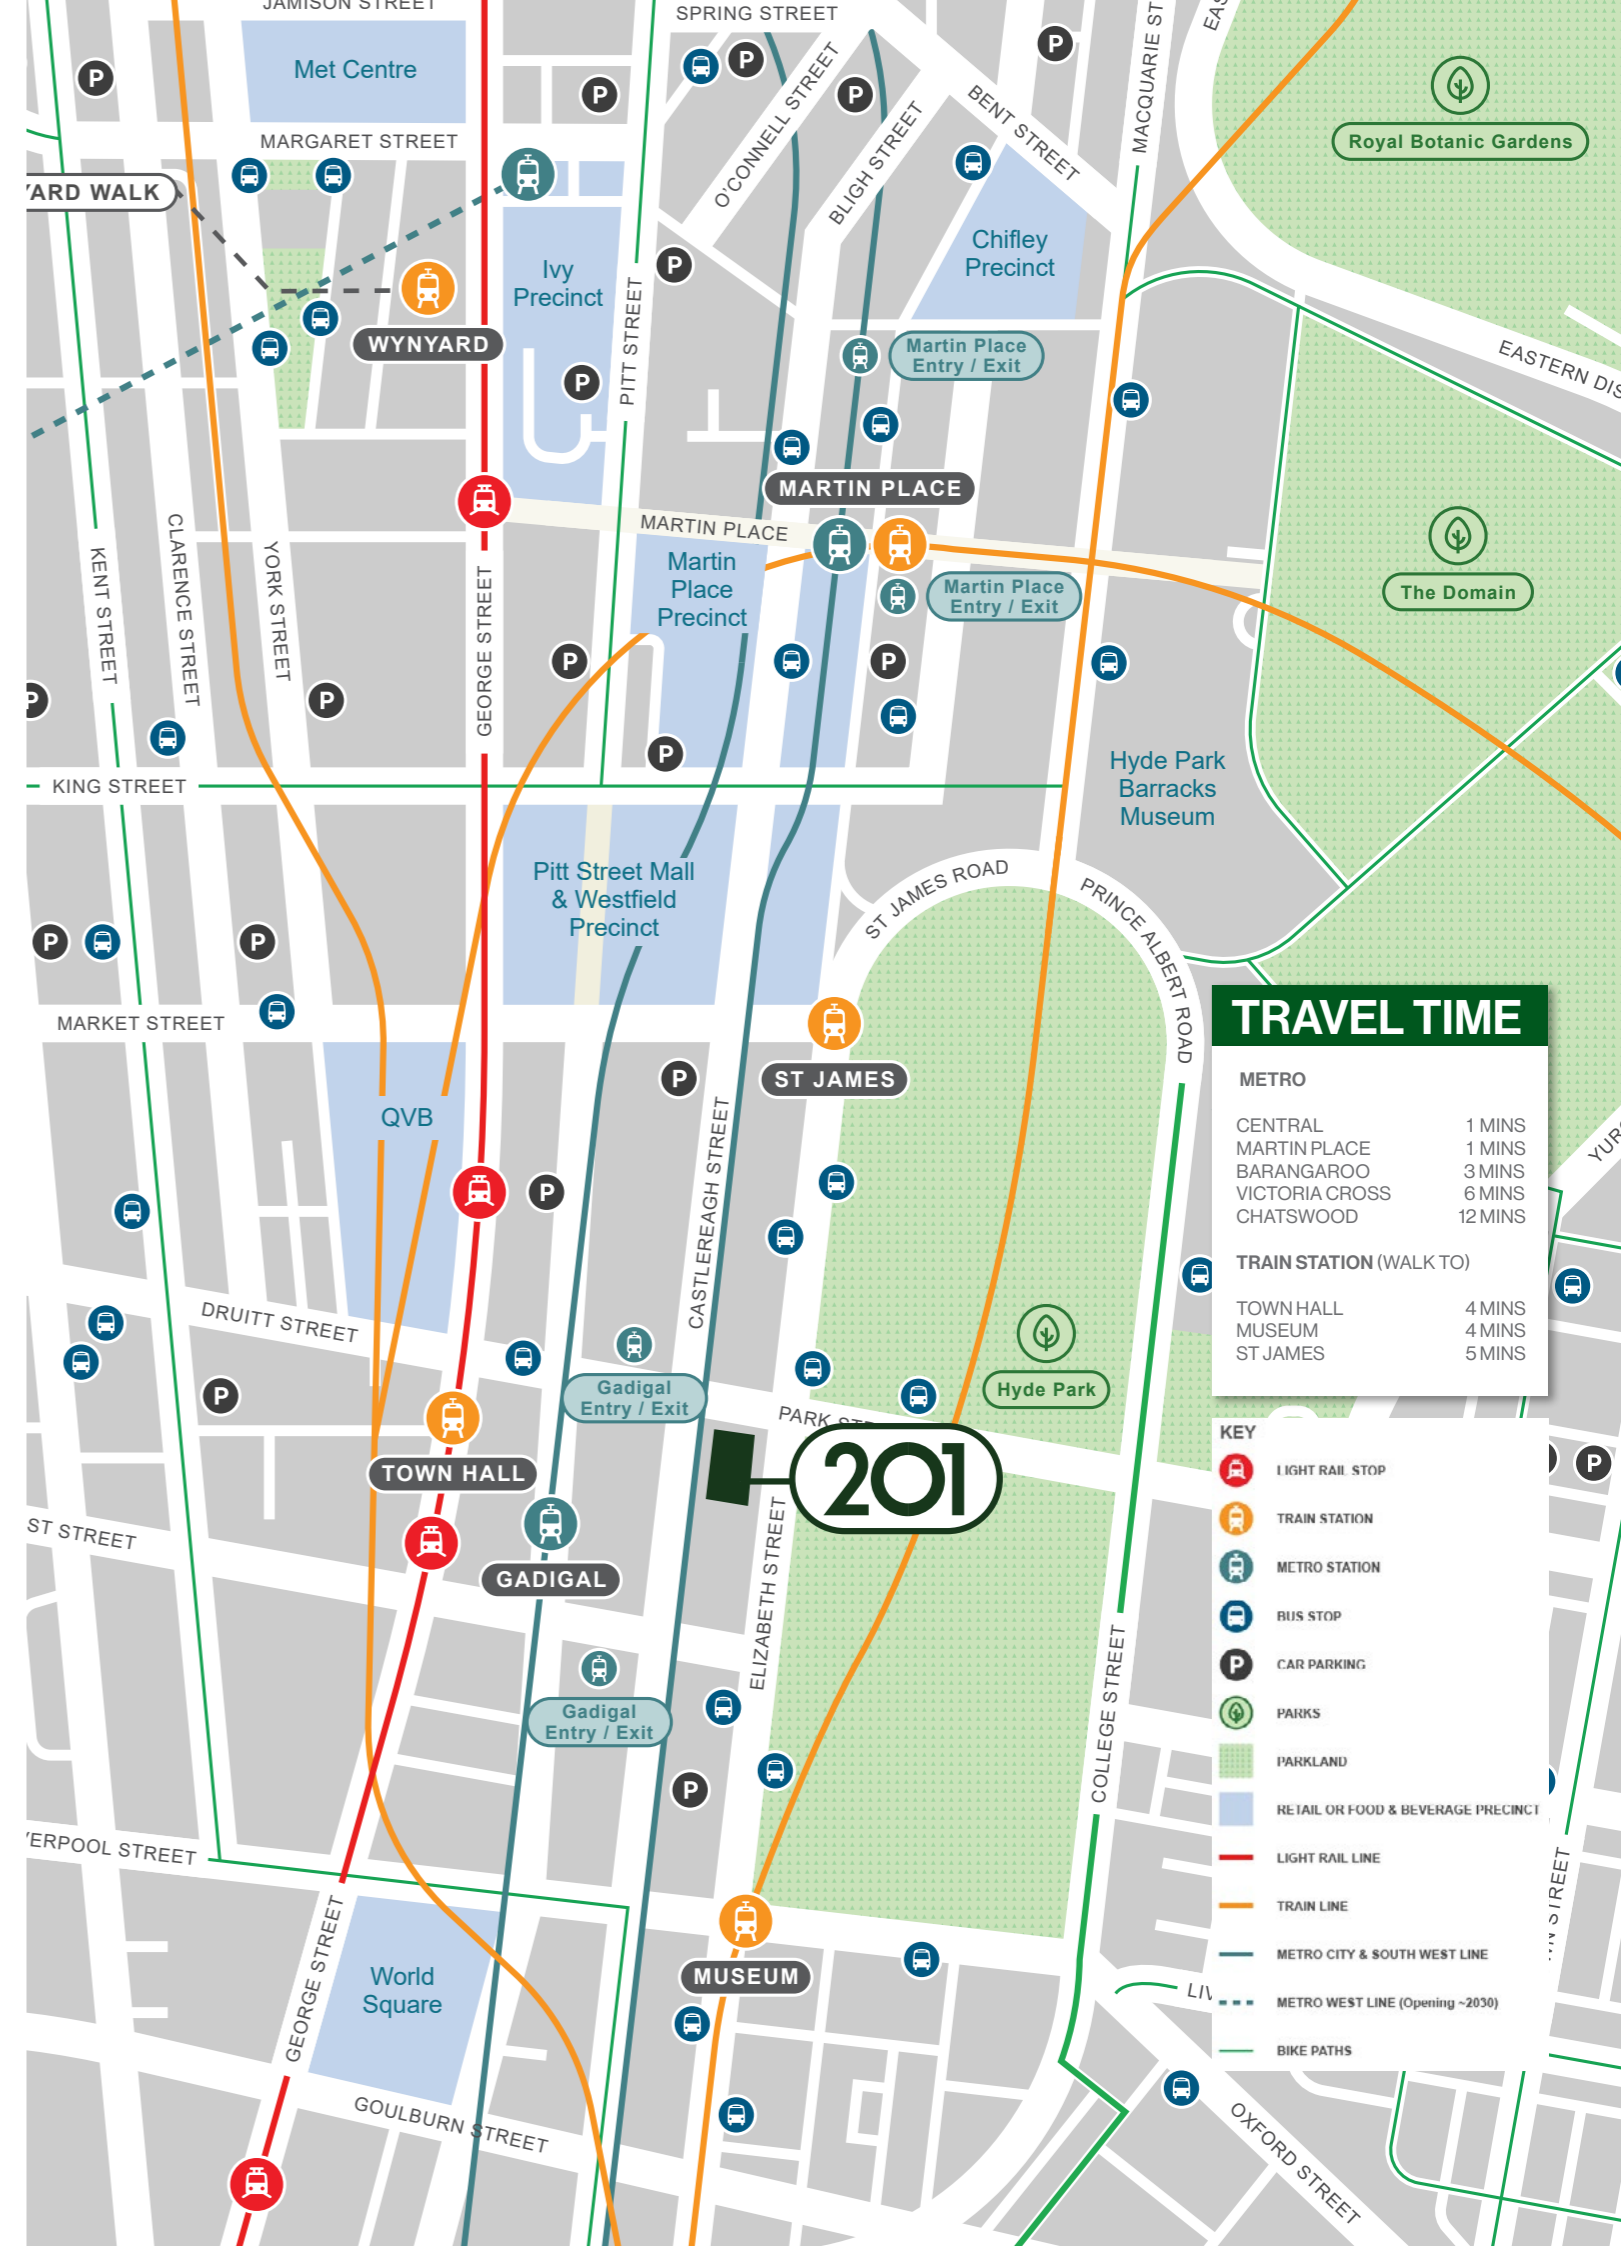 JAMISON STREET
SPRING STREET
Met Centre
MARGARET STREET
YARD WALK
O'CONNELL STREET
BLIGH STREET
BENT STREET
MACQUARIE ST
EAS
Royal Botanic Gardens
Ivy
Precinct
Chifley
Precinct
WYNYARD
PITT STREET
Martin Place
Entry / Exit
EASTERN DIS
MARTIN PLACE
MARTIN PLACE
Martin
Place
Precinct
Martin Place
Entry / Exit
The Domain
KENT STREET
CLARENCE STREET
YORK STREET
GEORGE STREET
KING STREET
Hyde Park
Barracks
Museum
Pitt Street Mall
& Westfield
Precinct
ST JAMES ROAD
PRINCE ALBERT ROAD
MARKET STREET
ST JAMES
QVB
CASTLEREAGH STREET
TRAVEL TIME
METRO
CENTRAL 1 MINS
MARTIN PLACE 1 MINS
BARANGAROO 3 MINS
VICTORIA CROSS 6 MINS
CHATSWOOD 12 MINS
TRAIN STATION (WALK TO)
TOWN HALL 4 MINS
MUSEUM 4 MINS
ST JAMES 5 MINS
YUR
DRUITT STREET
Gadigal
Entry / Exit
Hyde Park
PARK ST
201
TOWN HALL
GADIGAL
ST STREET
ELIZABETH STREET
Gadigal
Entry / Exit
COLLEGE STREET
KEY
LIGHT RAIL STOP
TRAIN STATION
METRO STATION
BUS STOP
P CAR PARKING
PARKS
PARKLAND
RETAIL OR FOOD & BEVERAGE PRECINCT
LIGHT RAIL LINE
TRAIN LINE
METRO CITY & SOUTH WEST LINE
METRO WEST LINE (Opening ~2030)
BIKE PATHS
VERPOOL STREET
GEORGE STREET
World
Square
MUSEUM
LIV
N STREET
GOULBURN STREET
OXFORD STREET